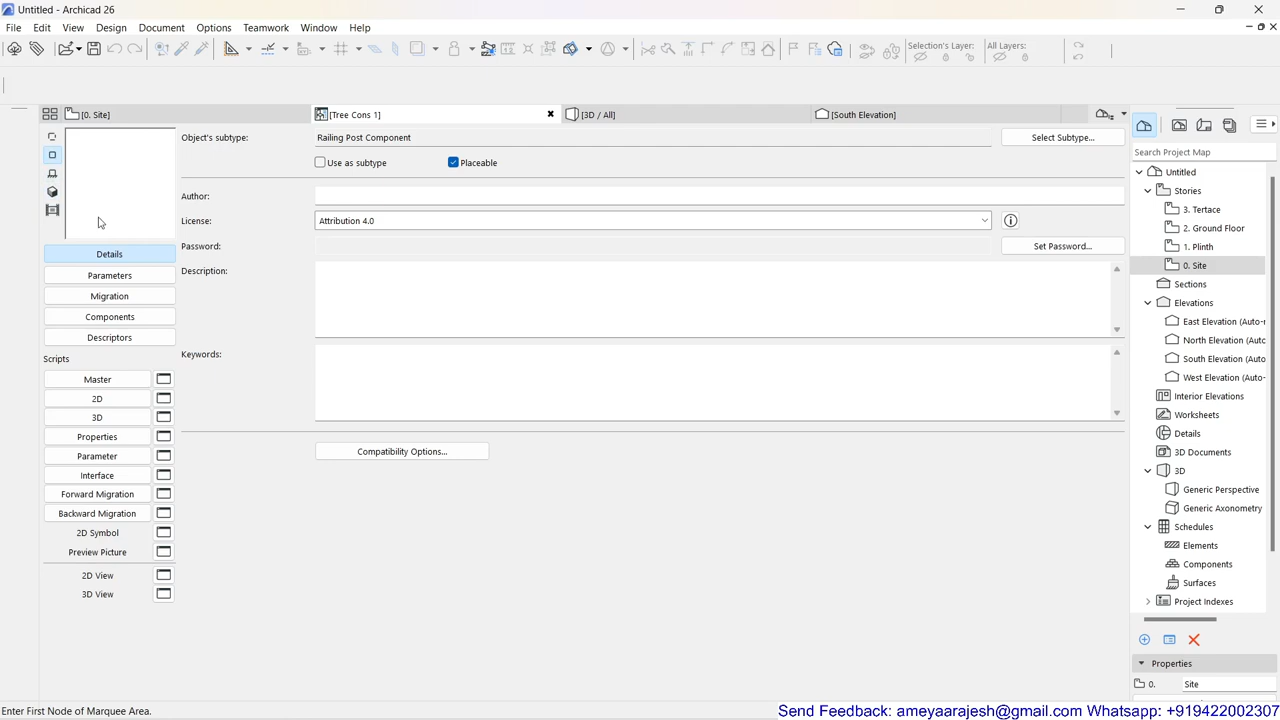 Untitled - Archicad 26
File Edit View Design Document Options Teamwork Window Help
Selection's Layer: All Layers:
[0. Site] [Tree Cons 1] [3D / All] [South Elevation]
Object's subtype: Railing Post Component Select Subtype...
Use as subtype Placeable
Author:
License: Attribution 4.0
Password: Set Password...
Description:
Keywords:
Compatibility Options...
Details
Parameters
Migration
Components
Descriptors
Scripts
Master
2D
3D
Properties
Parameter
Interface
Forward Migration
Backward Migration
2D Symbol
Preview Picture
2D View
3D View
Search Project Map
Untitled
Stories
3. Tertace
2. Ground Floor
1. Plinth
0. Site
Sections
Elevations
East Elevation (Auto-r
North Elevation (Autc
South Elevation (Auto
West Elevation (Auto-
Interior Elevations
Worksheets
Details
3D Documents
3D
Generic Perspective
Generic Axonometry
Schedules
Elements
Components
Surfaces
Project Indexes
Properties
0. Site
Enter First Node of Marquee Area.
Send Feedback: ameyaarajesh@gmail.com Whatsapp: +919422002307